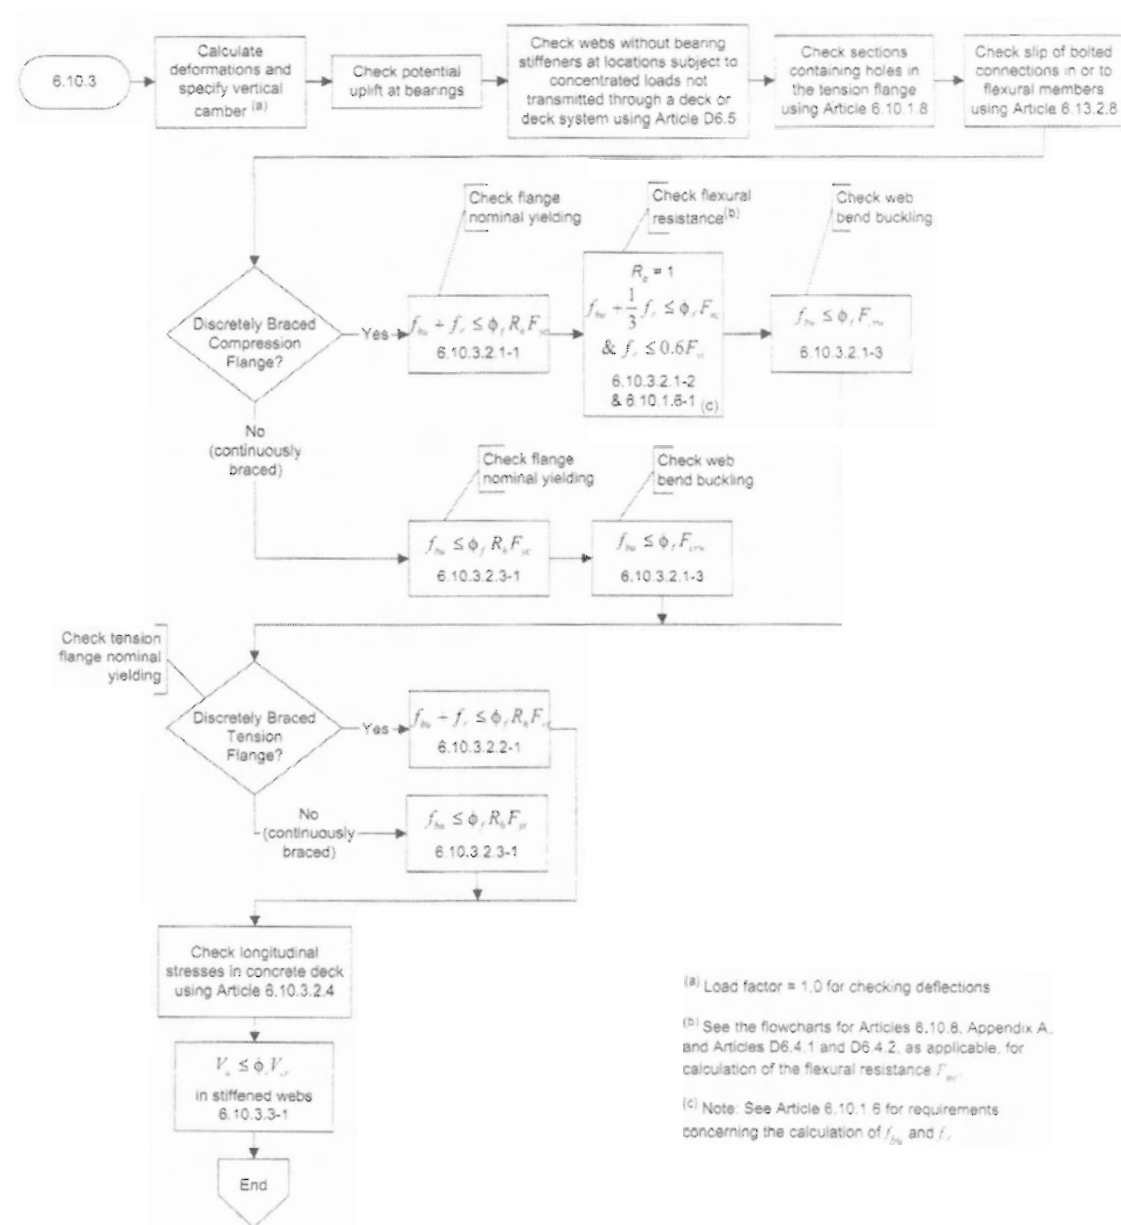 6.10.3
Calculate
deformations and
specify vertical
camber (a)
Check potential
uplift at bearings
Check webs without bearing
stiffeners at locations subject to
concentrated loads not
transmitted through a deck or
deck system using Article D6.5
Check sections
containing holes in
the tension flange
using Article 6.10.1.8
Check slip of bolted
connections in or to
flexural members
using Article 6.13.2.8
Check flange
nominal yielding
Check flexural
resistance(b)
Check web
bend buckling
Discretely Braced
Compression
Flange?
Yes
f_bu + f_ℓ ≤ ϕ_f R_h F_yc
6.10.3.2.1-1
R_b = 1
f_bu + 1/3 f_ℓ ≤ ϕ_f F_nc
& f_ℓ ≤ 0.6F_yc
6.10.3.2.1-2
& 6.10.1.6-1 (c)
f_bu ≤ ϕ_f F_crw
6.10.3.2.1-3
No
(continuously
braced)
Check flange
nominal yielding
Check web
bend buckling
f_bu ≤ ϕ_f R_h F_yc
6.10.3.2.3-1
f_bu ≤ ϕ_f F_crw
6.10.3.2.1-3
Check tension
flange nominal
yielding
Discretely Braced
Tension
Flange?
Yes
f_bu + f_ℓ ≤ ϕ_f R_h F_yt
6.10.3.2.2-1
No
(continuously
braced)
f_bu ≤ ϕ_f R_h F_yt
6.10.3.2.3-1
Check longitudinal
stresses in concrete deck
using Article 6.10.3.2.4
V_u ≤ ϕ_v V_cr
in stiffened webs
6.10.3.3-1
End
(a) Load factor = 1.0 for checking deflections
(b) See the flowcharts for Articles 6.10.8, Appendix A,
and Articles D6.4.1 and D6.4.2, as applicable, for
calculation of the flexural resistance F_nc.
(c) Note: See Article 6.10.1.6 for requirements
concerning the calculation of f_bu and f_ℓ